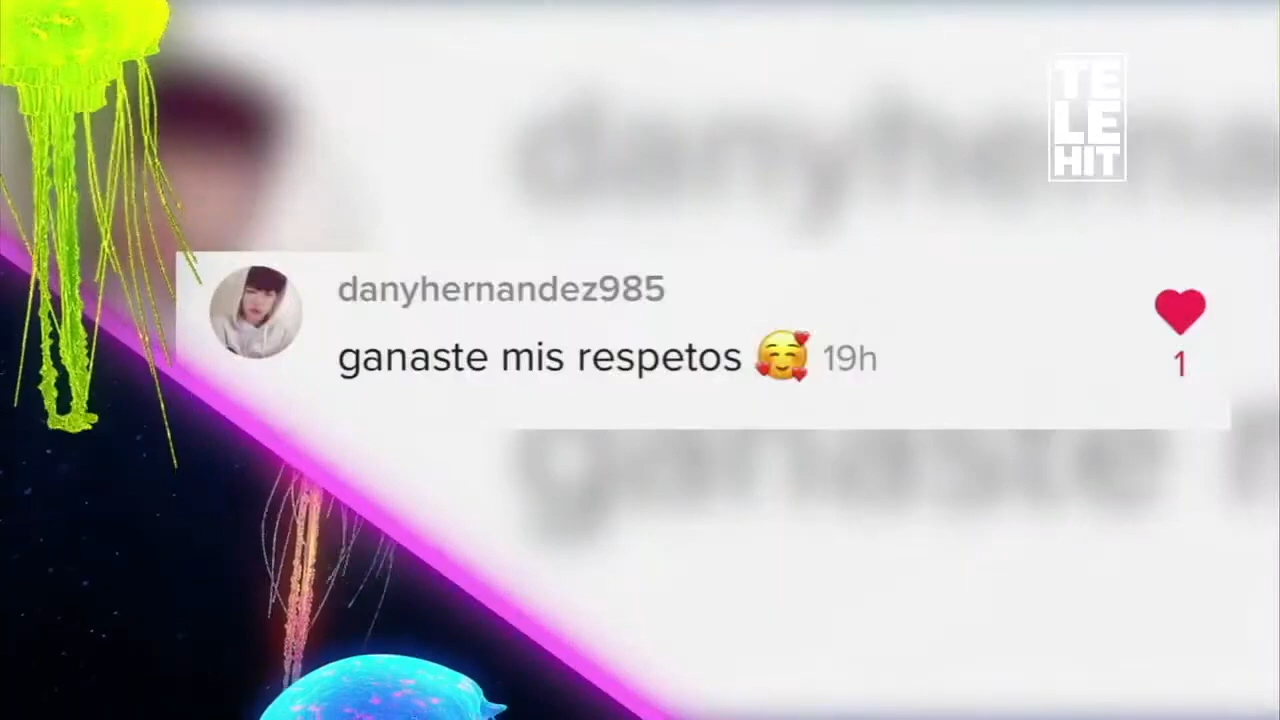 TE
LE
HIT
danyhernandez985
ganaste mis respetos 🥰 19h
1